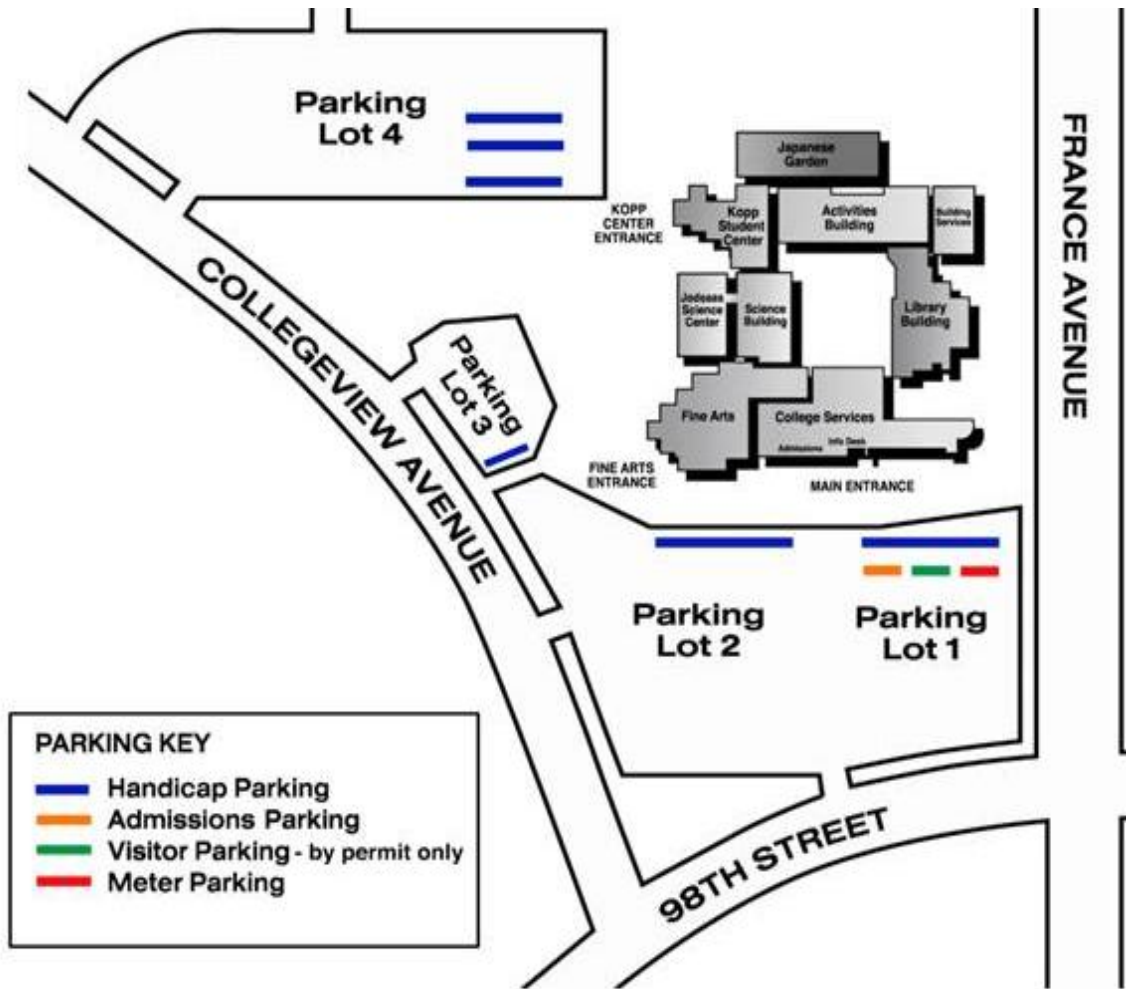 Parking
Lot 4
Japanese
Garden
KOPP
CENTER
ENTRANCE
Kopp
Student
Center
Activities
Building
Building
Services
FRANCE AVENUE
COLLEGEVIEW AVENUE
Science
Center
Science
Building
Library
Building
Parking
Lot 3
Fine Arts
College Services
Info Desk
Admissions
FINE ARTS
ENTRANCE
MAIN ENTRANCE
Parking
Lot 2
Parking
Lot 1
PARKING KEY
Handicap Parking
Admissions Parking
Visitor Parking - by permit only
Meter Parking
98TH STREET